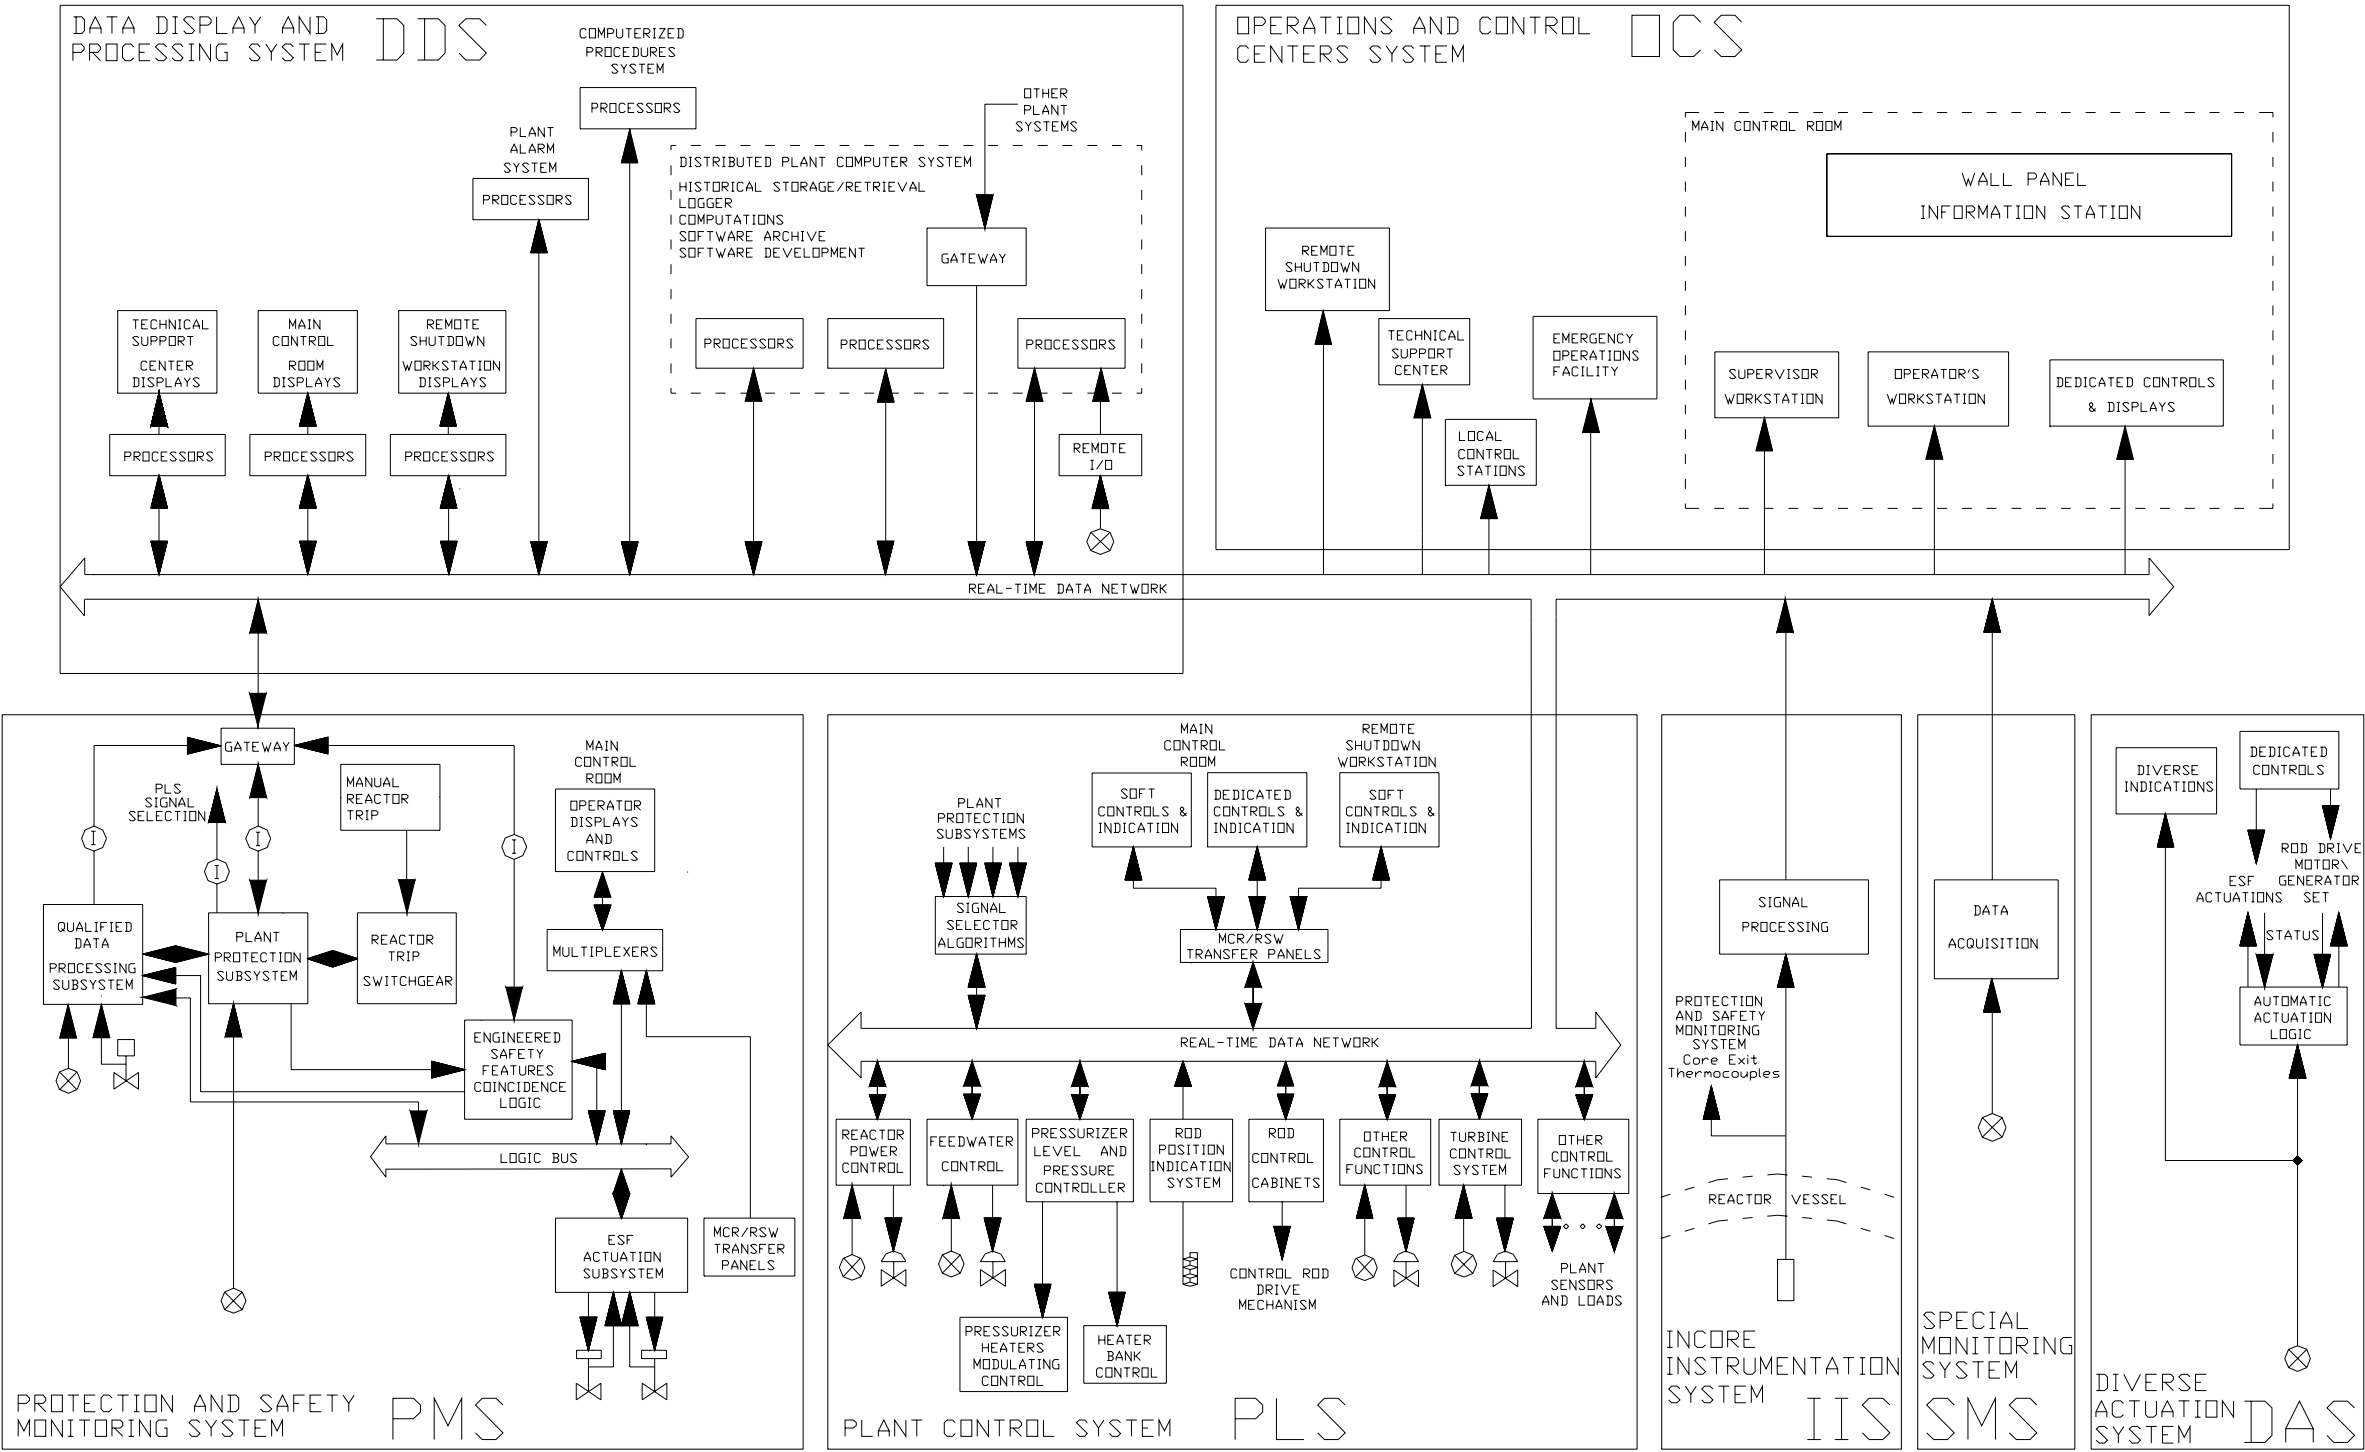 DATA DISPLAY AND
PROCESSING SYSTEM
DDS
COMPUTERIZED
PROCEDURES
SYSTEM
PROCESSORS
PLANT
ALARM
SYSTEM
PROCESSORS
OTHER
PLANT
SYSTEMS
DISTRIBUTED PLANT COMPUTER SYSTEM
HISTORICAL STORAGE/RETRIEVAL
LOGGER
COMPUTATIONS
SOFTWARE ARCHIVE
SOFTWARE DEVELOPMENT
GATEWAY
PROCESSORS
PROCESSORS
PROCESSORS
TECHNICAL
SUPPORT
CENTER
DISPLAYS
MAIN
CONTROL
ROOM
DISPLAYS
REMOTE
SHUTDOWN
WORKSTATION
DISPLAYS
PROCESSORS
PROCESSORS
PROCESSORS
REMOTE
I/O
REAL-TIME DATA NETWORK
OPERATIONS AND CONTROL
CENTERS SYSTEM
OCS
MAIN CONTROL ROOM
WALL PANEL
INFORMATION STATION
REMOTE
SHUTDOWN
WORKSTATION
TECHNICAL
SUPPORT
CENTER
LOCAL
CONTROL
STATIONS
EMERGENCY
OPERATIONS
FACILITY
SUPERVISOR
WORKSTATION
OPERATOR'S
WORKSTATION
DEDICATED CONTROLS
& DISPLAYS
GATEWAY
PLS
SIGNAL
SELECTION
I
I
I
I
MANUAL
REACTOR
TRIP
MAIN
CONTROL
ROOM
OPERATOR
DISPLAYS
AND
CONTROLS
QUALIFIED
DATA
PROCESSING
SUBSYSTEM
PLANT
PROTECTION
SUBSYSTEM
REACTOR
TRIP
SWITCHGEAR
MULTIPLEXERS
ENGINEERED
SAFETY
FEATURES
COINCIDENCE
LOGIC
LOGIC BUS
ESF
ACTUATION
SUBSYSTEM
MCR/RSW
TRANSFER
PANELS
PROTECTION AND SAFETY
MONITORING SYSTEM
PMS
PLANT
PROTECTION
SUBSYSTEMS
SIGNAL
SELECTOR
ALGORITHMS
MAIN
CONTROL
ROOM
REMOTE
SHUTDOWN
WORKSTATION
SOFT
CONTROLS &
INDICATION
DEDICATED
CONTROLS &
INDICATION
SOFT
CONTROLS &
INDICATION
MCR/RSW
TRANSFER PANELS
REAL-TIME DATA NETWORK
REACTOR
POWER
CONTROL
FEEDWATER
CONTROL
PRESSURIZER
LEVEL AND
PRESSURE
CONTROLLER
ROD
POSITION
INDICATION
SYSTEM
ROD
CONTROL
CABINETS
OTHER
CONTROL
FUNCTIONS
TURBINE
CONTROL
SYSTEM
OTHER
CONTROL
FUNCTIONS
CONTROL ROD
DRIVE
MECHANISM
PLANT
SENSORS
AND LOADS
PRESSURIZER
HEATERS
MODULATING
CONTROL
HEATER
BANK
CONTROL
PLANT CONTROL SYSTEM
PLS
SIGNAL
PROCESSING
PROTECTION
AND SAFETY
MONITORING
SYSTEM
Core Exit
Thermocouples
REACTOR VESSEL
INCORE
INSTRUMENTATION
SYSTEM
IIS
DATA
ACQUISITION
SPECIAL
MONITORING
SYSTEM
SMS
DIVERSE
INDICATIONS
DEDICATED
CONTROLS
ROD DRIVE
MOTOR\
GENERATOR
SET
ESF
ACTUATIONS
STATUS
AUTOMATIC
ACTUATION
LOGIC
DIVERSE
ACTUATION
SYSTEM
DAS